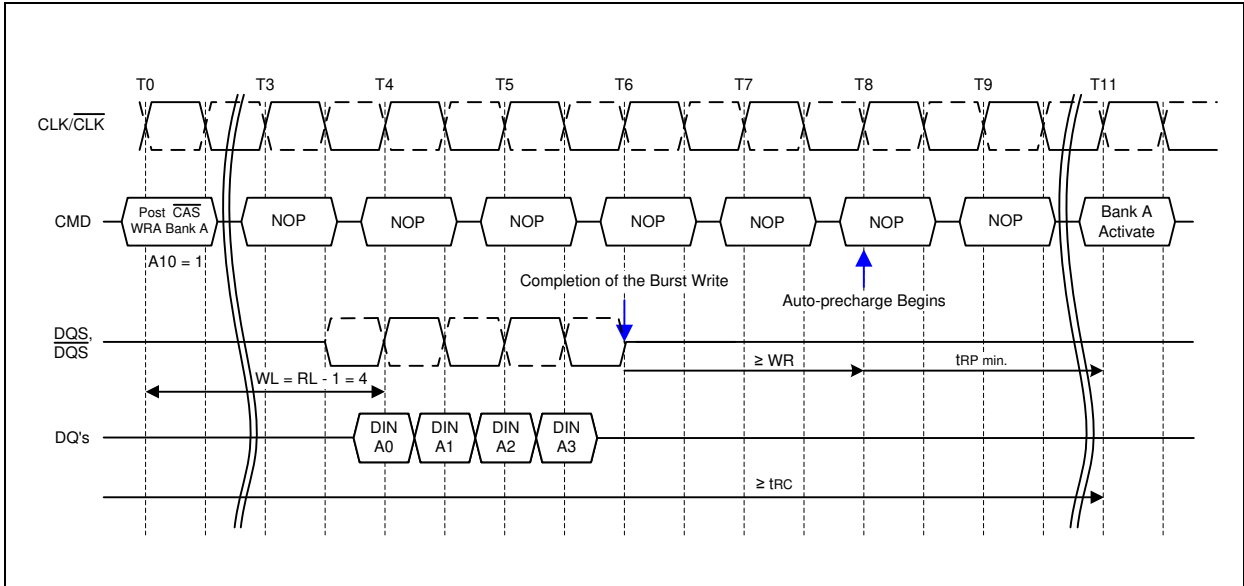 T0 T3 T4 T5 T6 T7 T8 T9 T11
CLK/CLK
CMD
Post CAS
WRA Bank A
NOP NOP NOP NOP NOP NOP NOP
Bank A
Activate
A10 = 1
Completion of the Burst Write
Auto-precharge Begins
DQS,
DQS
≥ WR
tRP min.
WL = RL - 1 = 4
DQ's
DIN
A0
DIN
A1
DIN
A2
DIN
A3
≥ tRC